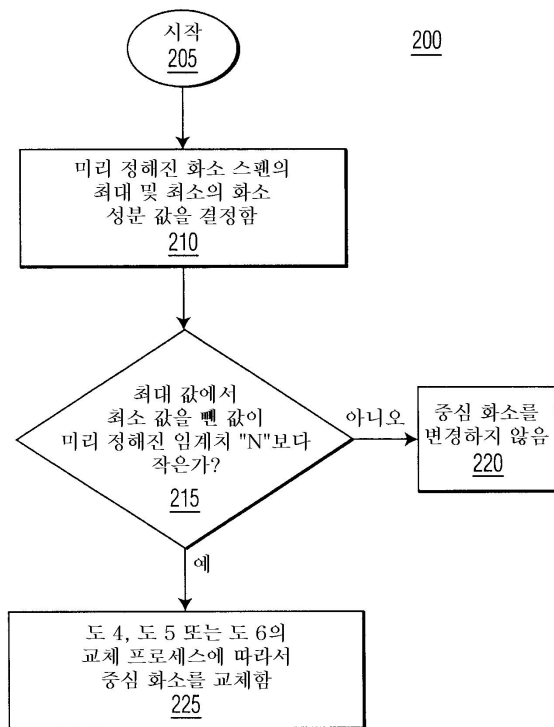 시작
205
200
미리 정해진 화소 스팬의
최대 및 최소의 화소
성분 값을 결정함
210
최대 값에서
최소 값을 뺀 값이
미리 정해진 임계치 "N"보다
작은가?
215
아니오
중심 화소를
변경하지 않음
220
예
도 4, 도 5 또는 도 6의
교체 프로세스에 따라서
중심 화소를 교체함
225